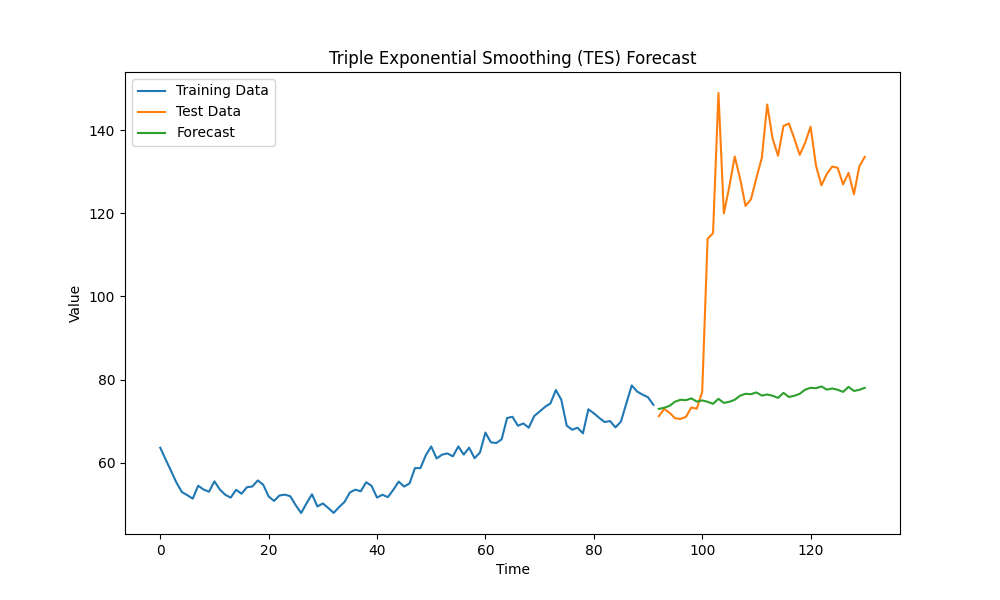 Triple Exponential Smoothing (TES) Forecast
Training Data
Test Data
Forecast
140
120
100
80
60
Value
0 20 40 60 80 100 120
Time